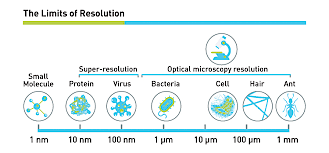 The Limits of Resolution
Super-resolution Optical microscopy resolution
Small
Molecule Protein Virus Bacteria Cell Hair Ant
1 nm 10 nm 100 nm 1 μm 10 μm 100 μm 1 mm